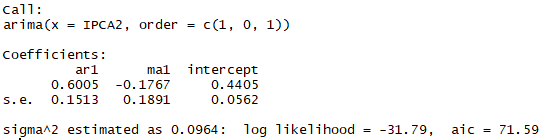 Call:
arima(x = IPCA2, order = c(1, 0, 1))
Coefficients:
ar1 ma1 intercept
0.6005 -0.1767 0.4405
s.e. 0.1513 0.1891 0.0562
sigma^2 estimated as 0.0964: log likelihood = -31.79, aic = 71.59